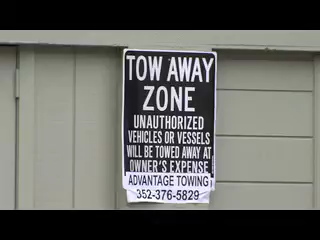 TOW AWAY
ZONE
UNAUTHORIZED
VEHICLES OR VESSELS
WILL BE TOWED AWAY AT
OWNER'S EXPENSE
ADVANTAGE TOWING
352-376-5829